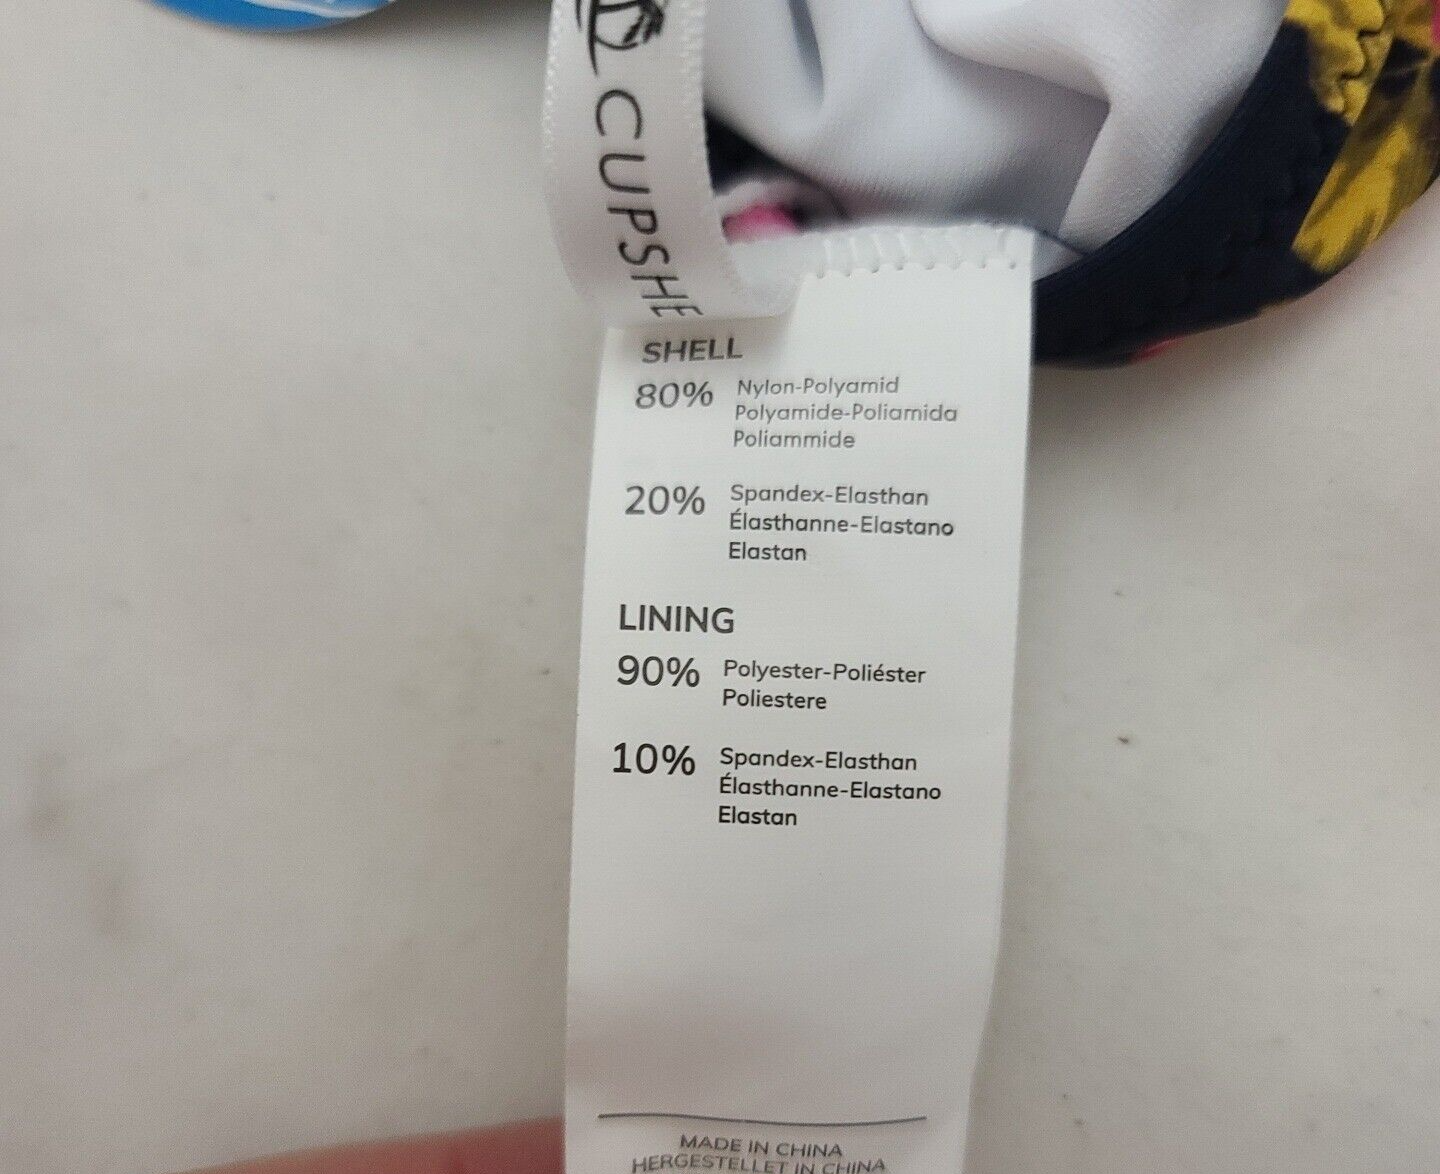 CUPSHE
SHELL
80% Nylon-Polyamid
Polyamide-Poliamida
Poliammide
20% Spandex-Elasthan
Élasthanne-Elastano
Elastan
LINING
90% Polyester-Poliéster
Poliestere
10% Spandex-Elasthan
Élasthanne-Elastano
Elastan
MADE IN CHINA
HERGESTELLET IN CHINA